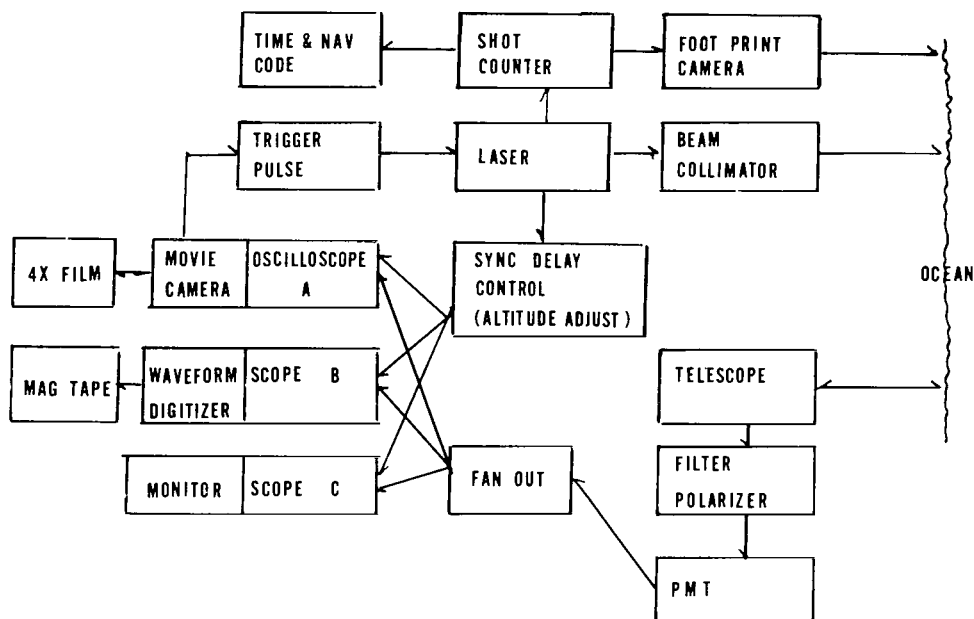 TIME & NAV
CODE
SHOT
COUNTER
FOOT PRINT
CAMERA
TRIGGER
PULSE
LASER
BEAM
COLLIMATOR
4X FILM
MOVIE
CAMERA
OSCILLOSCOPE
A
SYNC DELAY
CONTROL
(ALTITUDE ADJUST)
OCEAN
MAG TAPE
WAVEFORM
DIGITIZER
SCOPE B
TELESCOPE
MONITOR
SCOPE C
FAN OUT
FILTER
POLARIZER
PMT